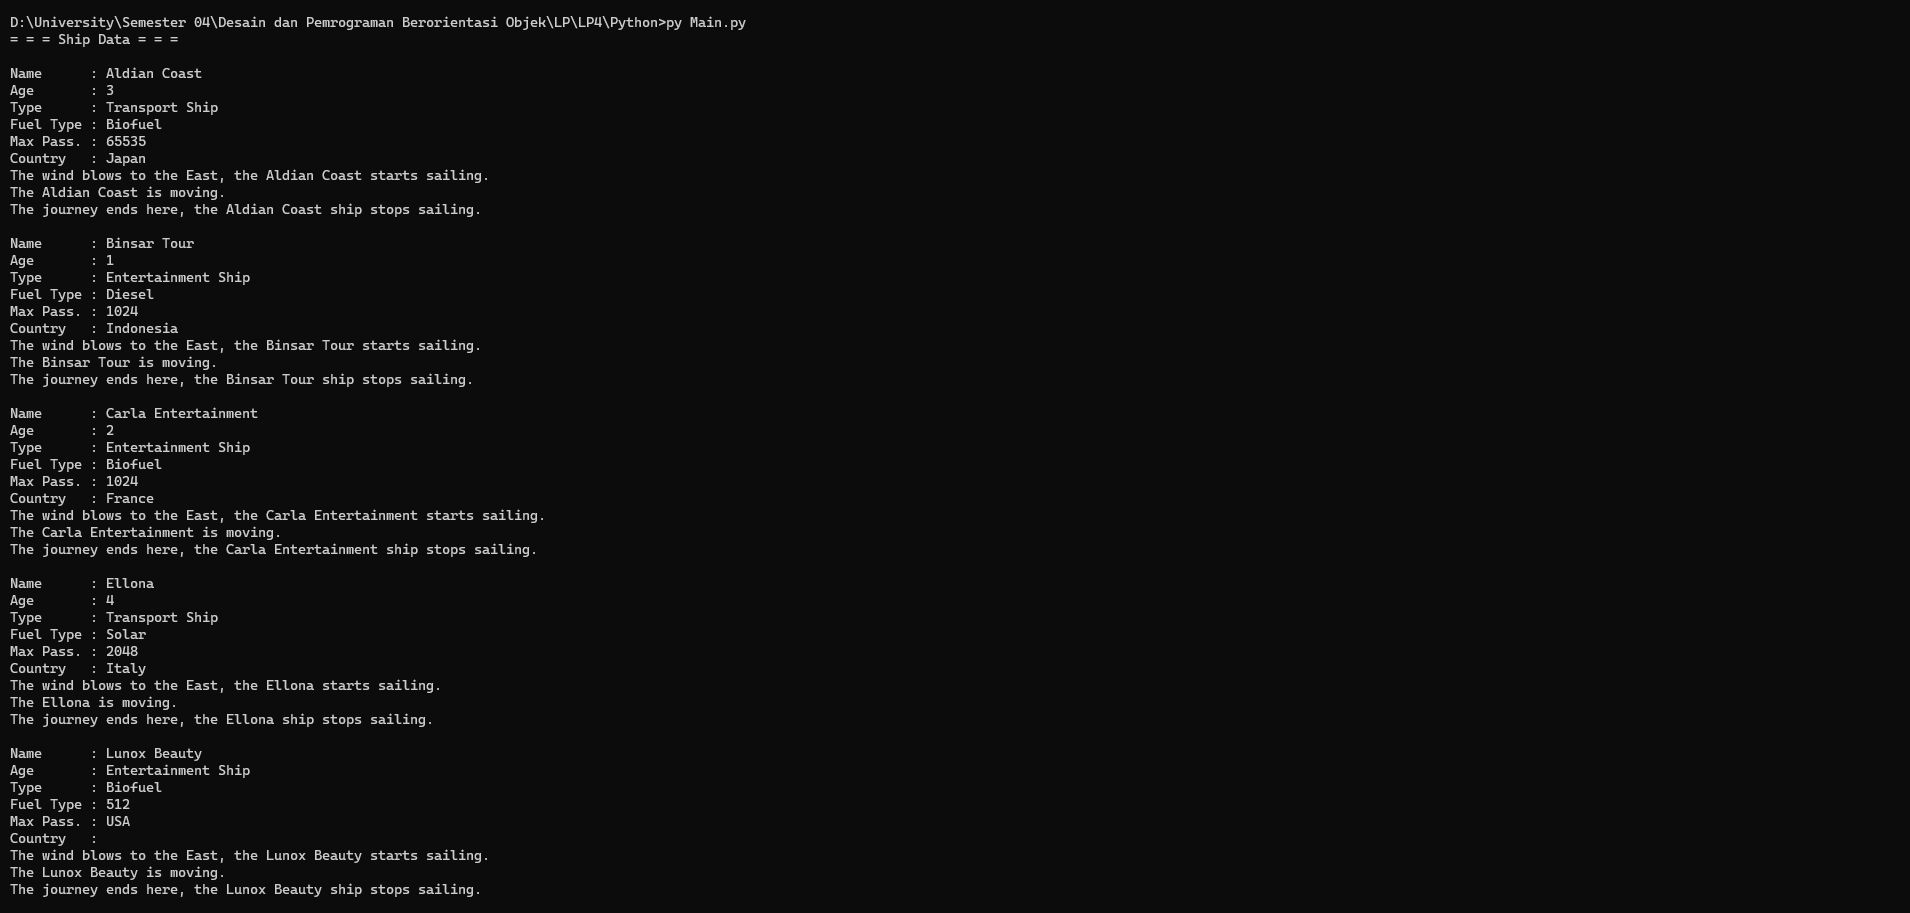 D:\University\Semester 04\Desain dan Pemrograman Berorientasi Objek\LP\LP4\Python>py Main.py
= = = Ship Data = = =
Name      : Aldian Coast
Age       : 3
Type      : Transport Ship
Fuel Type : Biofuel
Max Pass. : 65535
Country   : Japan
The wind blows to the East, the Aldian Coast starts sailing.
The Aldian Coast is moving.
The journey ends here, the Aldian Coast ship stops sailing.
Name      : Binsar Tour
Age       : 1
Type      : Entertainment Ship
Fuel Type : Diesel
Max Pass. : 1024
Country   : Indonesia
The wind blows to the East, the Binsar Tour starts sailing.
The Binsar Tour is moving.
The journey ends here, the Binsar Tour ship stops sailing.
Name      : Carla Entertainment
Age       : 2
Type      : Entertainment Ship
Fuel Type : Biofuel
Max Pass. : 1024
Country   : France
The wind blows to the East, the Carla Entertainment starts sailing.
The Carla Entertainment is moving.
The journey ends here, the Carla Entertainment ship stops sailing.
Name      : Ellona
Age       : 4
Type      : Transport Ship
Fuel Type : Solar
Max Pass. : 2048
Country   : Italy
The wind blows to the East, the Ellona starts sailing.
The Ellona is moving.
The journey ends here, the Ellona ship stops sailing.
Name      : Lunox Beauty
Age       : Entertainment Ship
Type      : Biofuel
Fuel Type : 512
Max Pass. : USA
Country   :
The wind blows to the East, the Lunox Beauty starts sailing.
The Lunox Beauty is moving.
The journey ends here, the Lunox Beauty ship stops sailing.